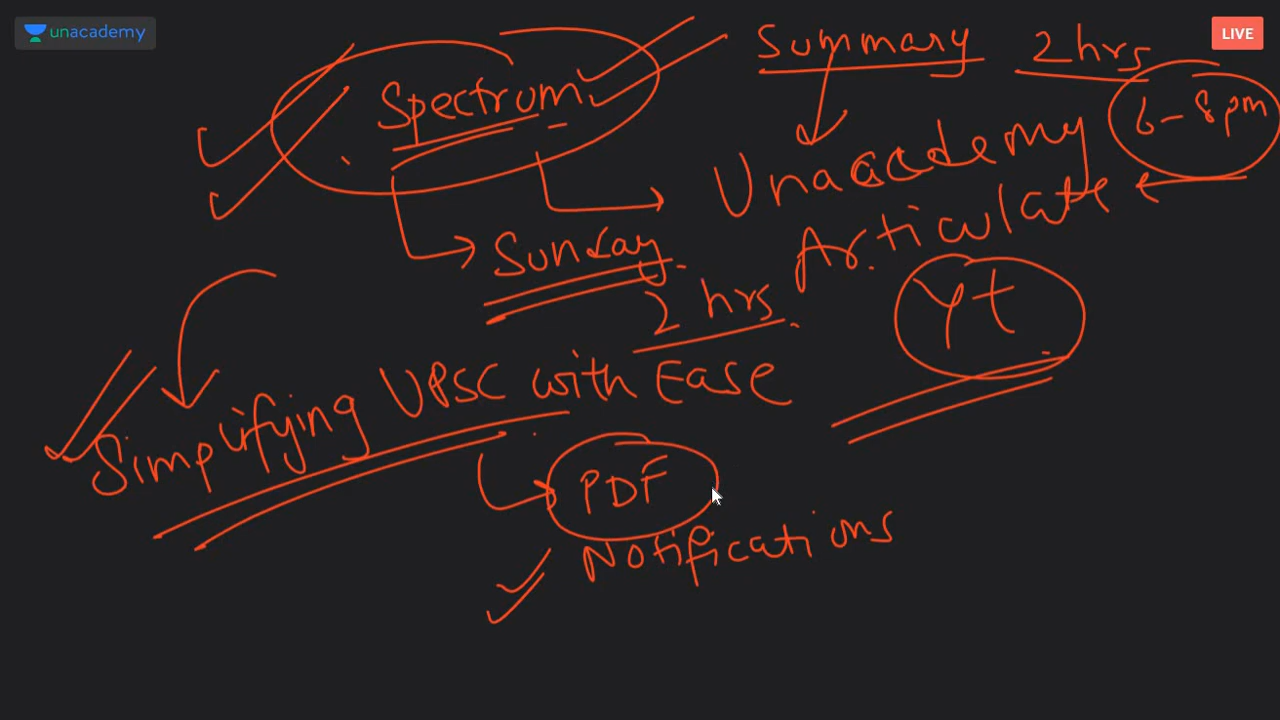 unacademy
LIVE
Summary 2 hrs
Spectrum
6-8pm
Unaacademy
Articulate
Sunday
2 hrs
Yt
Simplifying UPSC with Ease
PDF
Notifications